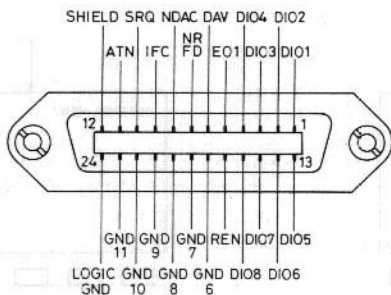 SHIELD SRQ NDAC DAV DIO4 DIO2
ATN IFC NR FD EO1 DIO3 DIO1
12 1
24 13
GND 11 GND 9 GND 7 REN DIO7 DIO5
LOGIC GND GND 10 GND 8 GND 6 DIO8 DIO6